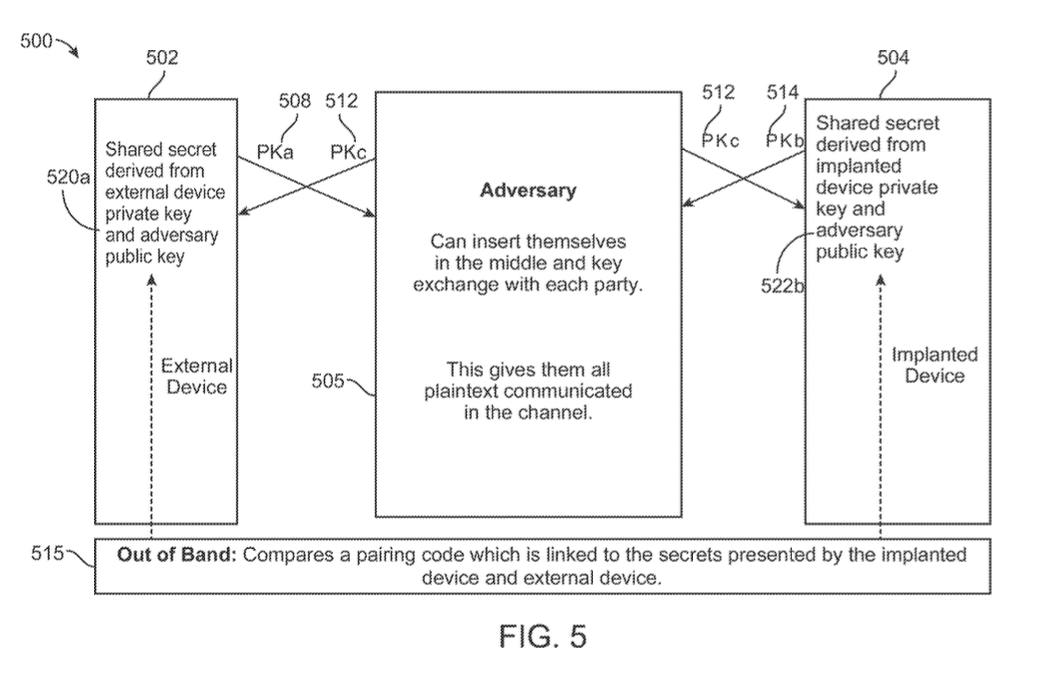 500
502
504
508
512
512
514
PKa
PKc
PKc
PKb
Shared secret
derived from
external device
private key
and adversary
public key
520a
Adversary
Can insert themselves
in the middle and key
exchange with each party.
This gives them all
plaintext communicated
in the channel.
505
Shared secret
derived from
implanted
device private
key and
adversary
public key
522b
External
Device
Implanted
Device
515
Out of Band: Compares a pairing code which is linked to the secrets presented by the implanted
device and external device.
FIG. 5